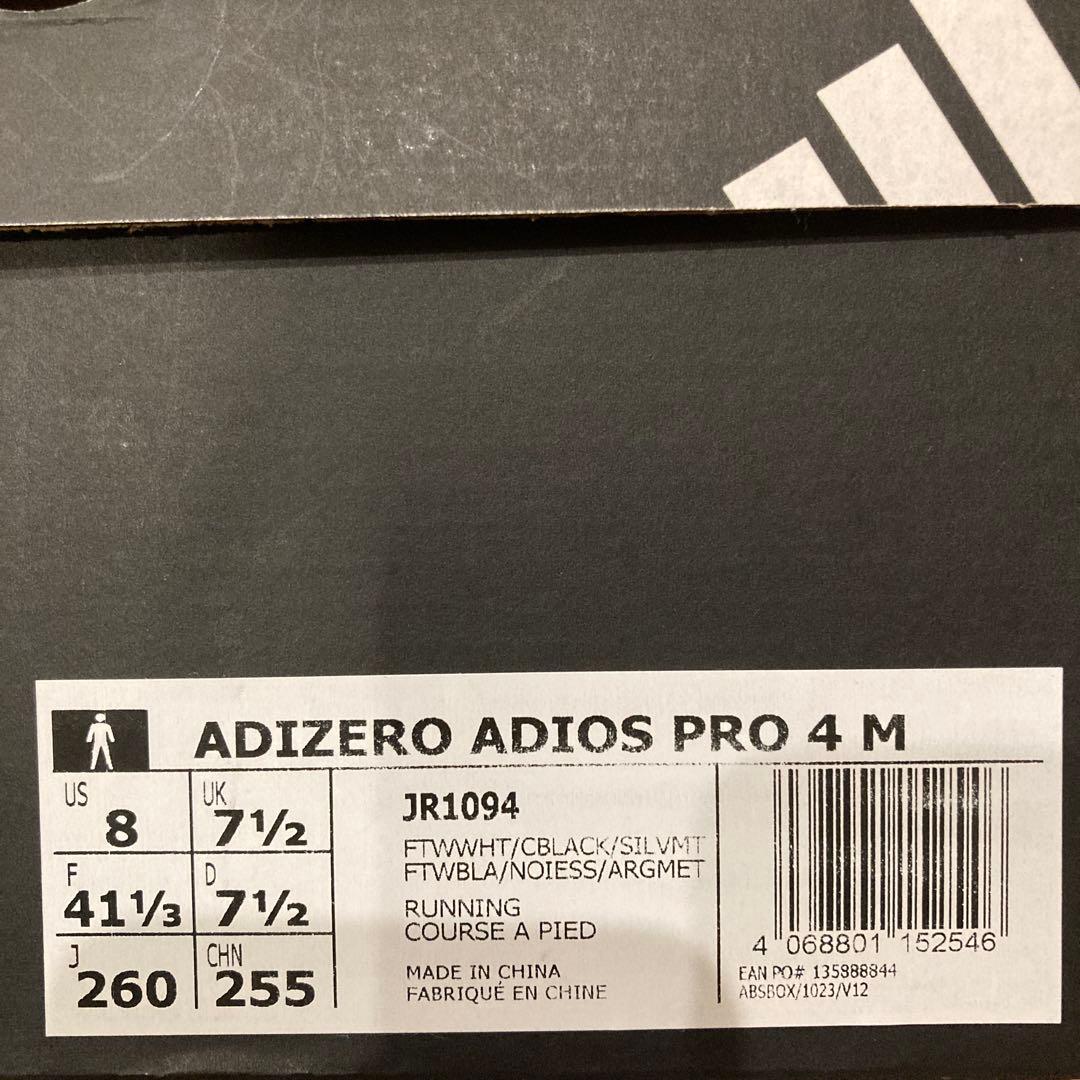 ADIZERO ADIOS PRO 4 M
US 8
UK 7½
F 41⅓
D 7½
J 260
CHN 255
JR1094
FTWWHT/CBLACK/SILVMT
FTWBLA/NOIESS/ARGMET
RUNNING
COURSE A PIED
MADE IN CHINA
FABRIQUÉ EN CHINE
4 068801 152546
EAN PO# 135888844
ABSBOX/1023/V12